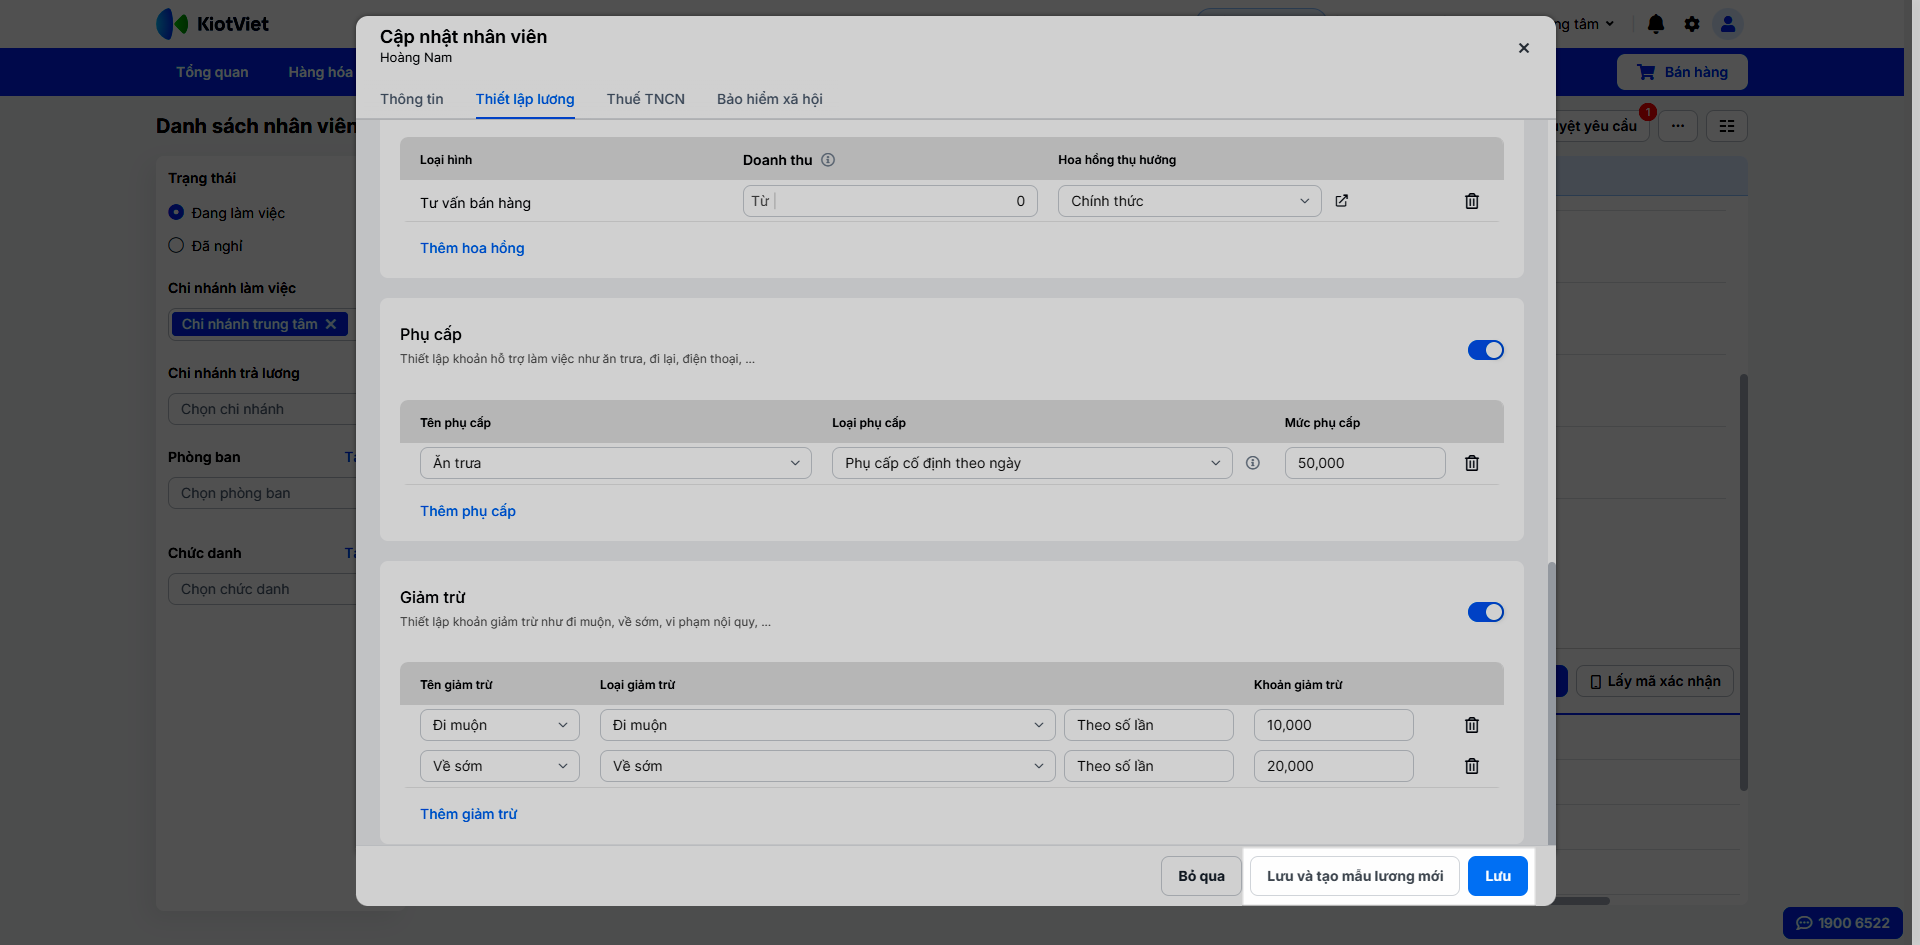 KiotViet
ng tâm
Tổng quan
Hàng hóa
Bán hàng
Danh sách nhân viên
yệt yêu cầu
1
Trạng thái
Đang làm việc
Đã nghỉ
Chi nhánh làm việc
Chi nhánh trung tâm
Chi nhánh trả lương
Chọn chi nhánh
Phòng ban
Chọn phòng ban
Chức danh
Chọn chức danh
Cập nhật nhân viên
Hoàng Nam
Thông tin
Thiết lập lương
Thuế TNCN
Bảo hiểm xã hội
Loại hình
Doanh thu
Hoa hồng thụ hưởng
Tư vấn bán hàng
Từ
0
Chính thức
Thêm hoa hồng
Phụ cấp
Thiết lập khoản hỗ trợ làm việc như ăn trưa, đi lại, điện thoại, ...
Tên phụ cấp
Loại phụ cấp
Mức phụ cấp
Ăn trưa
Phụ cấp cố định theo ngày
50,000
Thêm phụ cấp
Giảm trừ
Thiết lập khoản giảm trừ như đi muộn, về sớm, vi phạm nội quy, ...
Tên giảm trừ
Loại giảm trừ
Khoản giảm trừ
Đi muộn
Đi muộn
Theo số lần
10,000
Về sớm
Về sớm
Theo số lần
20,000
Thêm giảm trừ
Bỏ qua
Lưu và tạo mẫu lương mới
Lưu
Lấy mã xác nhận
1900 6522